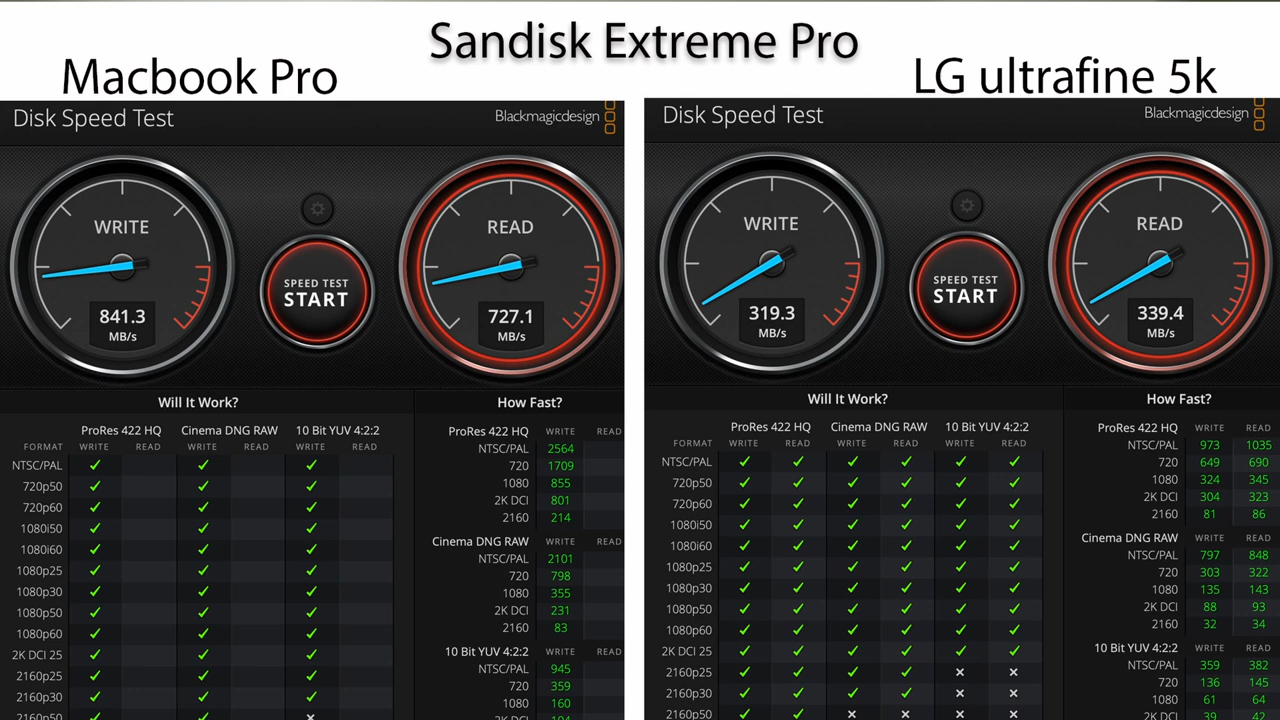 Sandisk Extreme Pro
Macbook Pro
LG ultrafine 5k
Disk Speed Test
Blackmagicdesign
WRITE
841.3
MB/s
SPEED TEST
START
READ
727.1
MB/s
Will It Work?
ProRes 422 HQ Cinema DNG RAW 10 Bit YUV 4:2:2
FORMAT WRITE READ WRITE READ WRITE READ
NTSC/PAL ✓ ✓ ✓
720p50 ✓ ✓ ✓
720p60 ✓ ✓ ✓
1080i50 ✓ ✓ ✓
1080i60 ✓ ✓ ✓
1080p25 ✓ ✓ ✓
1080p30 ✓ ✓ ✓
1080p50 ✓ ✓ ✓
1080p60 ✓ ✓ ✓
2K DCI 25 ✓ ✓ ✓
2160p25 ✓ ✓ ✓
2160p30 ✓ ✓ ✓
2160p50 ✓ ✓ ×
How Fast?
ProRes 422 HQ WRITE READ
NTSC/PAL 2564
720 1709
1080 855
2K DCI 801
2160 214
Cinema DNG RAW WRITE READ
NTSC/PAL 2101
720 798
1080 355
2K DCI 231
2160 83
10 Bit YUV 4:2:2 WRITE READ
NTSC/PAL 945
720 359
1080 160
2K DCI 104
Disk Speed Test
Blackmagicdesign
WRITE
319.3
MB/s
SPEED TEST
START
READ
339.4
MB/s
Will It Work?
ProRes 422 HQ Cinema DNG RAW 10 Bit YUV 4:2:2
FORMAT WRITE READ WRITE READ WRITE READ
NTSC/PAL ✓ ✓ ✓ ✓ ✓ ✓
720p50 ✓ ✓ ✓ ✓ ✓ ✓
720p60 ✓ ✓ ✓ ✓ ✓ ✓
1080i50 ✓ ✓ ✓ ✓ ✓ ✓
1080i60 ✓ ✓ ✓ ✓ ✓ ✓
1080p25 ✓ ✓ ✓ ✓ ✓ ✓
1080p30 ✓ ✓ ✓ ✓ ✓ ✓
1080p50 ✓ ✓ ✓ ✓ ✓ ✓
1080p60 ✓ ✓ ✓ ✓ ✓ ✓
2K DCI 25 ✓ ✓ ✓ ✓ ✓ ✓
2160p25 ✓ ✓ ✓ ✓ × ×
2160p30 ✓ ✓ ✓ ✓ × ×
2160p50 ✓ ✓ × × × ×
How Fast?
ProRes 422 HQ WRITE READ
NTSC/PAL 973 1035
720 649 690
1080 324 345
2K DCI 304 323
2160 81 86
Cinema DNG RAW WRITE READ
NTSC/PAL 797 848
720 303 322
1080 135 143
2K DCI 88 93
2160 32 34
10 Bit YUV 4:2:2 WRITE READ
NTSC/PAL 359 382
720 136 145
1080 61 64
2K DCI 39 42